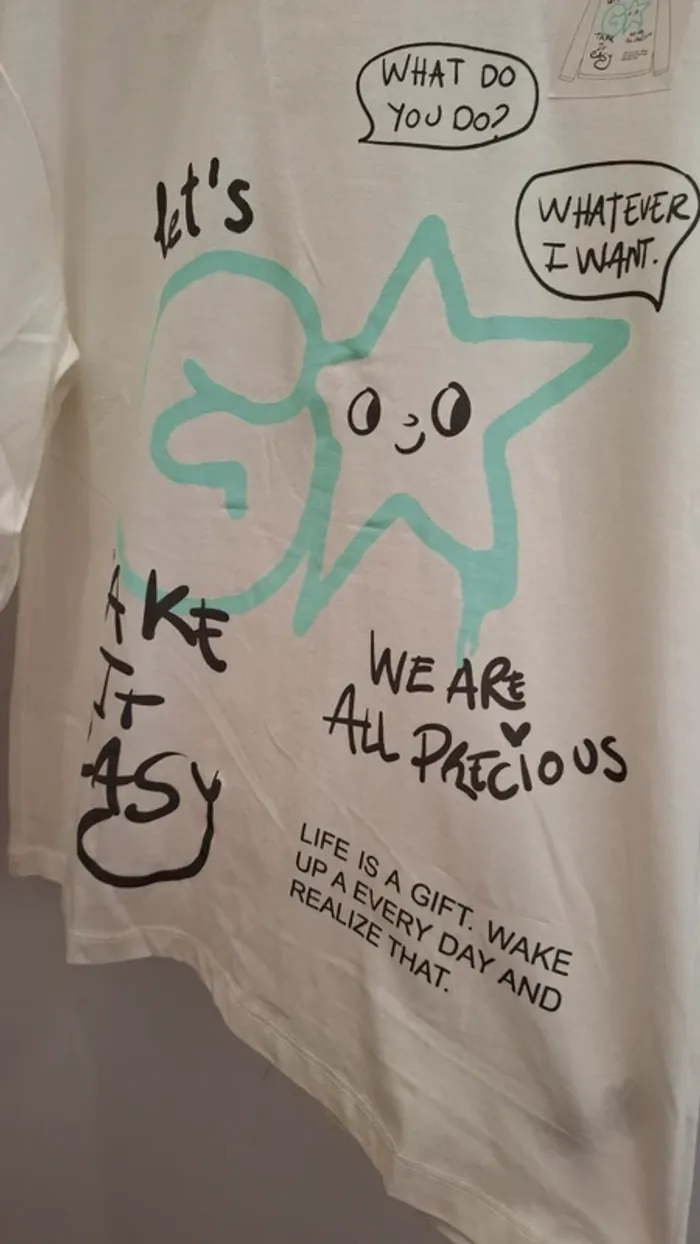 WHAT DO
YOU DO?
WHATEVER
I WANT.
let's
AKE
IT
ASY
WE ARE
ALL PRECIOUS
LIFE IS A GIFT. WAKE
UP A EVERY DAY AND
REALIZE THAT.